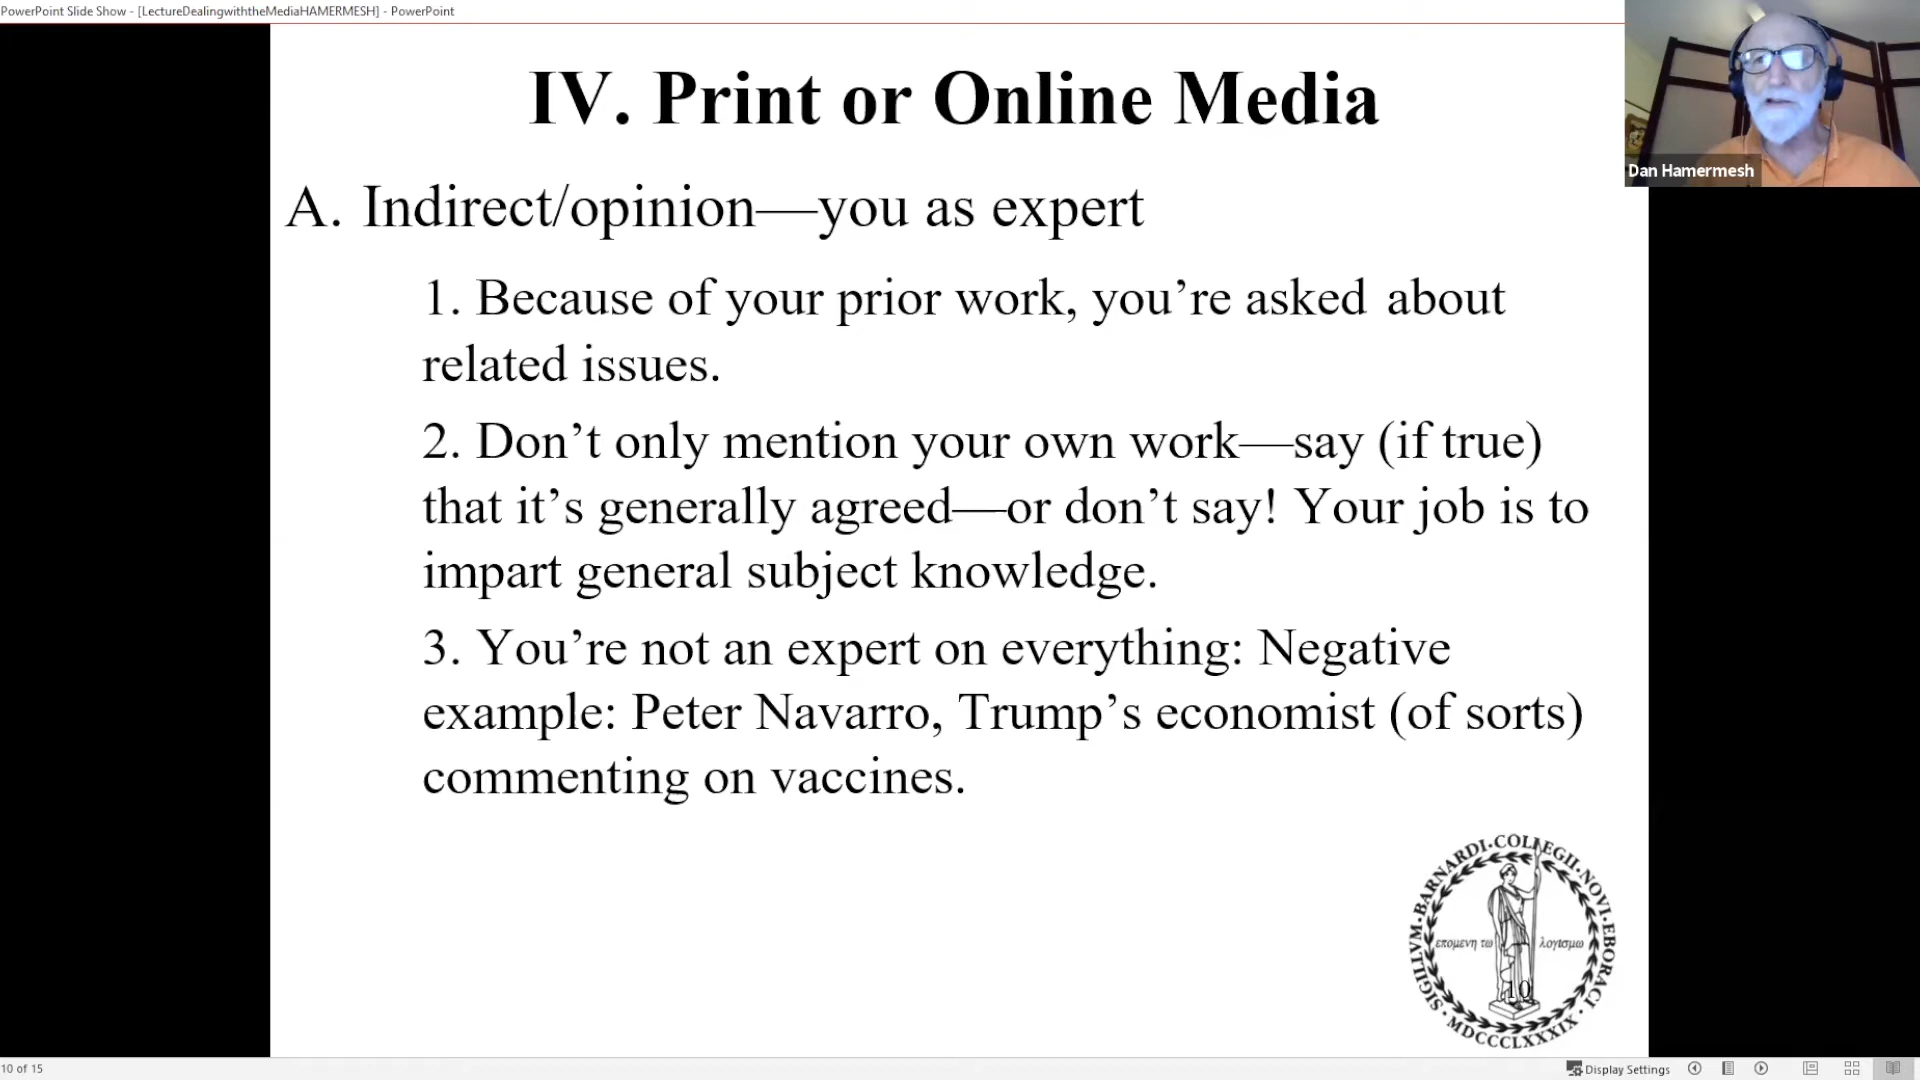 PowerPoint Slide Show - [LectureDealingwiththeMediaHAMERMESH] - PowerPoint
IV. Print or Online Media
Dan Hamermesh
A. Indirect/opinion—you as expert
1. Because of your prior work, you’re asked about
related issues.
2. Don’t only mention your own work—say (if true)
that it’s generally agreed—or don’t say! Your job is to
impart general subject knowledge.
3. You’re not an expert on everything: Negative
example: Peter Navarro, Trump’s economist (of sorts)
commenting on vaccines.
SIGILLVM·BARNARDI·COLLEGII·NOVI·EBORACI
επομενη τω λογισμω
10
·MDCCCLXXXIX·
10 of 15
Display Settings